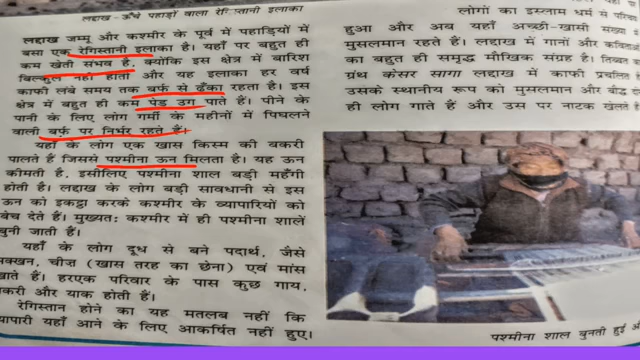 लद्दाख - ऊँचे पहाड़ों वाला रेगिस्तानी इलाका
लद्दाख जम्मू और कश्मीर के पूर्व में पहाड़ियों में
बसा एक रेगिस्तानी इलाका है। यहाँ पर बहुत ही
कम खेती संभव है, क्योंकि इस क्षेत्र में बारिश
बिल्कुल नहीं होती और यह इलाका हर वर्ष
काफी लंबे समय तक बर्फ से ढँका रहता है। इस
क्षेत्र में बहुत ही कम पेड़ उग पाते हैं। पीने के
पानी के लिए लोग गर्मी के महीनों में पिघलने
वाली बर्फ़ पर निर्भर रहते हैं।
यहाँ के लोग एक खास किस्म की बकरी
पालते हैं जिससे पश्मीना ऊन मिलता है। यह ऊन
कीमती है, इसीलिए पश्मीना शाल बड़ी महँगी
होती है। लद्दाख के लोग बड़ी सावधानी से इस
ऊन को इकट्ठा करके कश्मीर के व्यापारियों को
बेच देते हैं। मुख्यतः कश्मीर में ही पश्मीना शालें
बुनी जाती हैं।
यहाँ के लोग दूध से बने पदार्थ, जैसे
मक्खन, चीज़ (खास तरह का छेना) एवं मांस
खाते हैं। हरएक परिवार के पास कुछ गाय,
बकरी और याक होती हैं।
रेगिस्तान होने का यह मतलब नहीं कि
व्यापारी यहाँ आने के लिए आकर्षित नहीं हुए।
लोगों का इस्लाम धर्म से
हुआ और अब यहाँ अच्छी-खासी संख्या
मुसलमान रहते हैं। लद्दाख में गानों और
का बहुत ही समृद्ध मौखिक संग्रह है।
ग्रंथ केसर सागा लद्दाख में काफी प्रचलित
उसके स्थानीय रूप को मुसलमान और बौद्ध
ही लोग गाते हैं और उस पर नाटक खेलते
पश्मीना शाल बुनती हुई